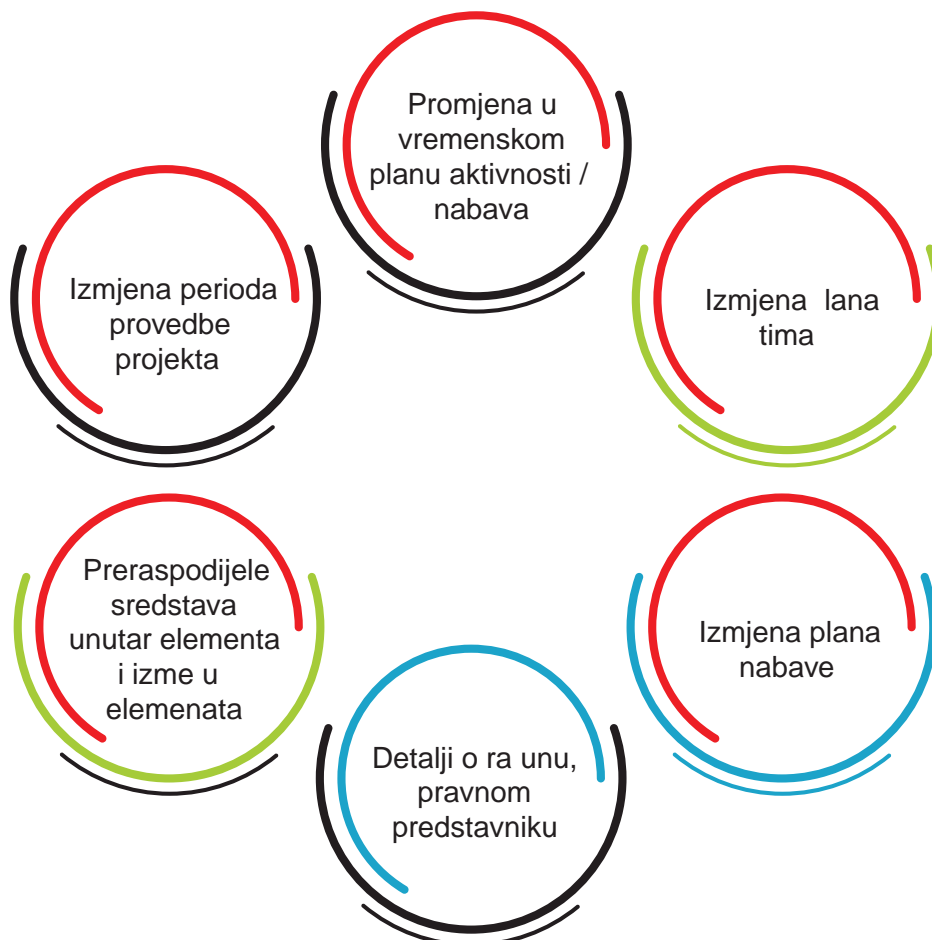 Promjena u
vremenskom
planu aktivnosti /
nabava
Izmjena perioda
provedbe
projekta
Izmjena lana
tima
Preraspodijele
sredstava
unutar elementa
i izme u
elemenata
Izmjena plana
nabave
Detalji o ra unu,
pravnom
predstavniku